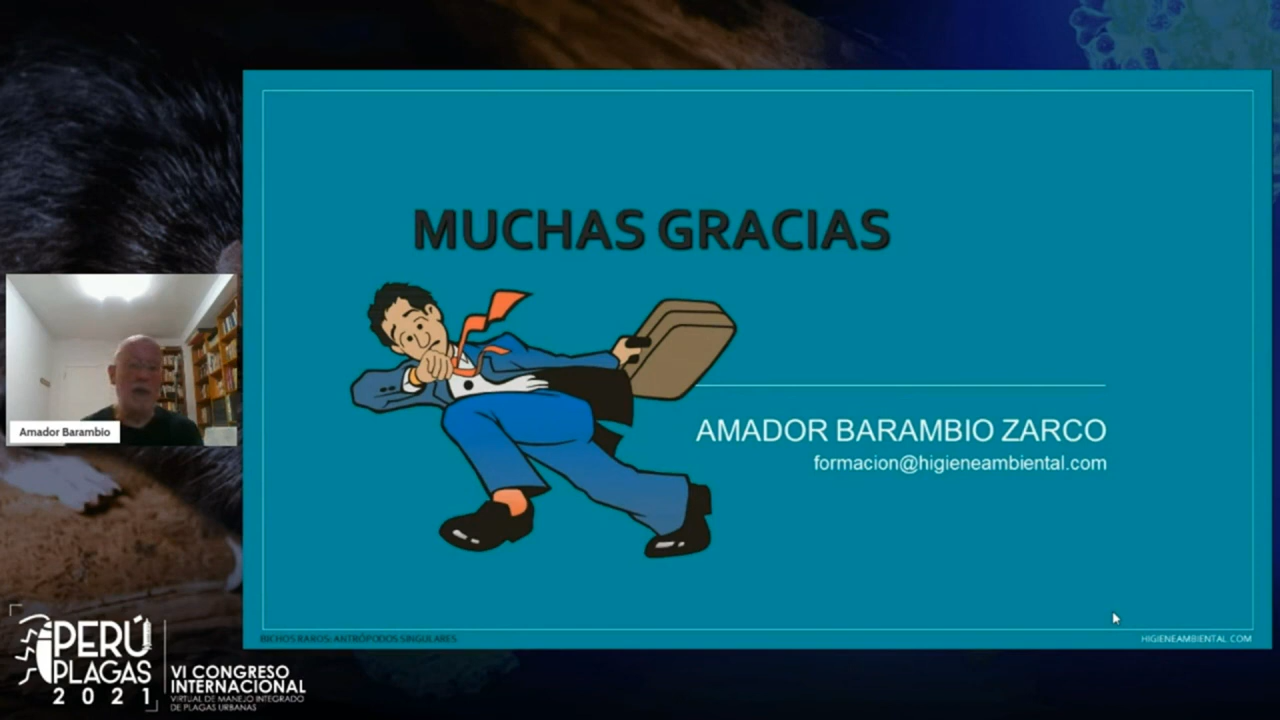 MUCHAS GRACIAS
AMADOR BARAMBIO ZARCO
formacion@higieneambiental.com
Amador Barambio
BICHOS RAROS: ANTRÓPODOS SINGULARES
HIGIENEAMBIENTAL.COM
PERÚ
PLAGAS
2021
VI CONGRESO
INTERNACIONAL
VIRTUAL DE MANEJO INTEGRADO
DE PLAGAS URBANAS